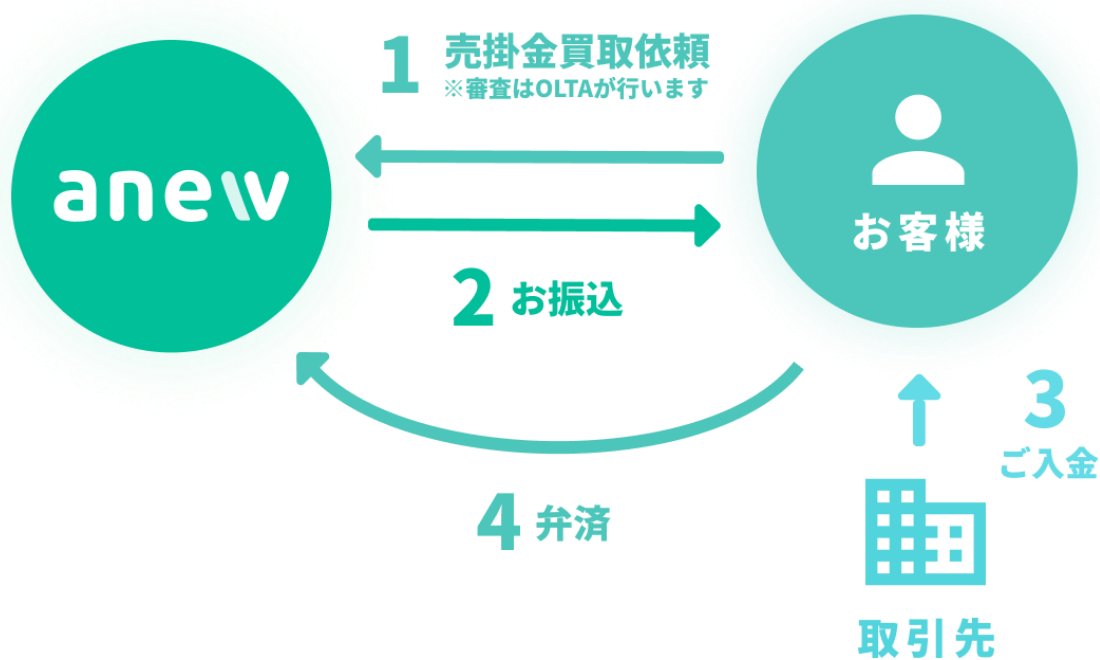 1 売掛金買取依頼
※審査はOLTAが行います
anew
お客様
2 お振込
3
ご入金
4 弁済
取引先